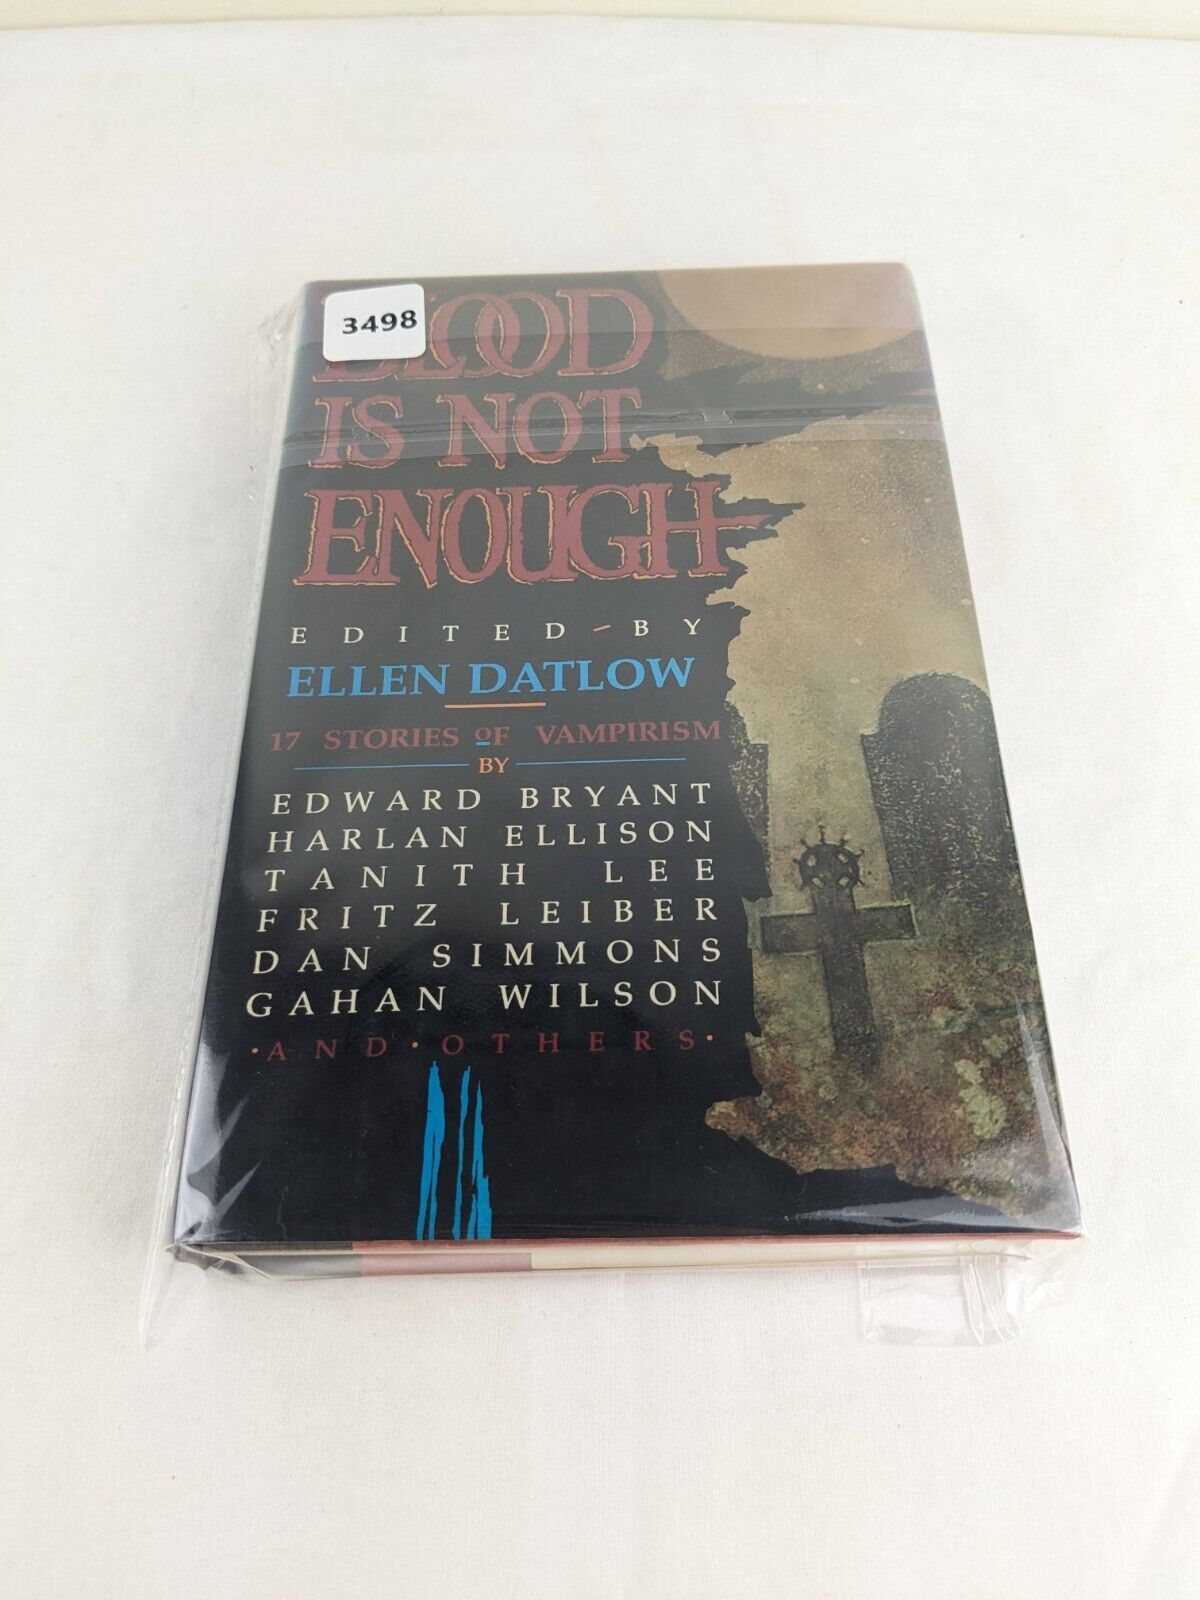 3498
BLOOD
IS NOT
ENOUGH
EDITED-BY
ELLEN DATLOW
17 STORIES OF VAMPIRISM
BY
EDWARD BRYANT
HARLAN ELLISON
TANITH LEE
FRITZ LEIBER
DAN SIMMONS
GAHAN WILSON
·AND·OTHERS·